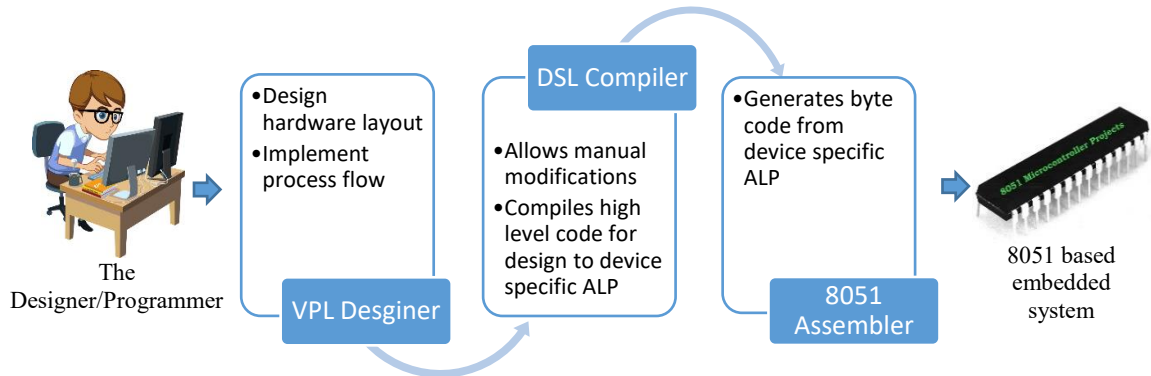 The
Designer/Programmer
•Design
hardware layout
•Implement
process flow
VPL Desginer
DSL Compiler
•Allows manual
modifications
•Compiles high
level code for
design to device
specific ALP
•Generates byte
code from
device specific
ALP
8051
Assembler
8051 Microcontroller Projects
8051 based
embedded
system